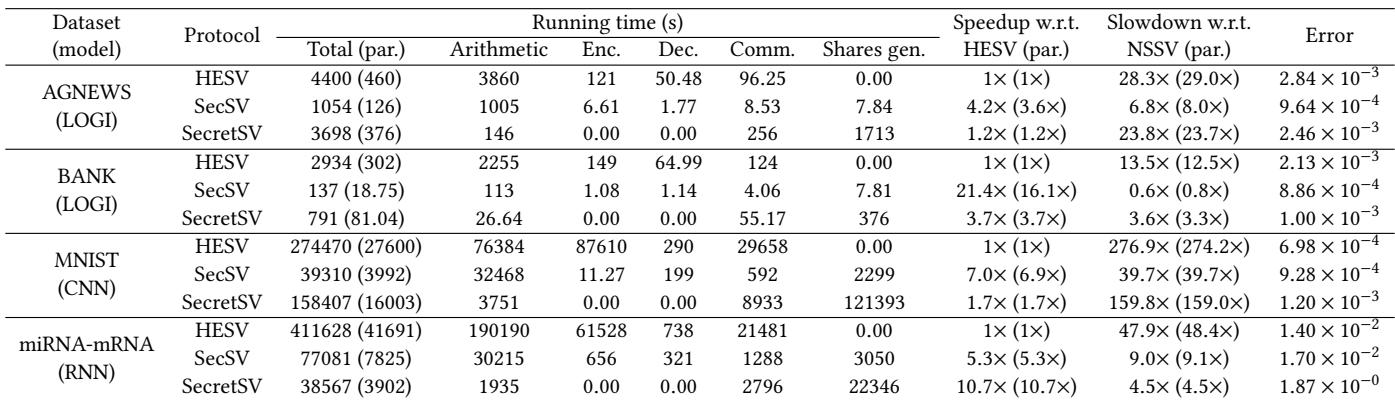 Dataset (model) Protocol Running time (s) Speedup w.r.t. HESV (par.) Slowdown w.r.t. NSSV (par.) Error
Total (par.) Arithmetic Enc. Dec. Comm. Shares gen.
AGNEWS (LOGI) HESV 4400 (460) 3860 121 50.48 96.25 0.00 1× (1×) 28.3× (29.0×) 2.84 × 10⁻³
SecSV 1054 (126) 1005 6.61 1.77 8.53 7.84 4.2× (3.6×) 6.8× (8.0×) 9.64 × 10⁻⁴
SecretSV 3698 (376) 146 0.00 0.00 256 1713 1.2× (1.2×) 23.8× (23.7×) 2.46 × 10⁻³
BANK (LOGI) HESV 2934 (302) 2255 149 64.99 124 0.00 1× (1×) 13.5× (12.5×) 2.13 × 10⁻³
SecSV 137 (18.75) 113 1.08 1.14 4.06 7.81 21.4× (16.1×) 0.6× (0.8×) 8.86 × 10⁻⁴
SecretSV 791 (81.04) 26.64 0.00 0.00 55.17 376 3.7× (3.7×) 3.6× (3.3×) 1.00 × 10⁻³
MNIST (CNN) HESV 274470 (27600) 76384 87610 290 29658 0.00 1× (1×) 276.9× (274.2×) 6.98 × 10⁻⁴
SecSV 39310 (3992) 32468 11.27 199 592 2299 7.0× (6.9×) 39.7× (39.7×) 9.28 × 10⁻⁴
SecretSV 158407 (16003) 3751 0.00 0.00 8933 121393 1.7× (1.7×) 159.8× (159.0×) 1.20 × 10⁻³
miRNA-mRNA (RNN) HESV 411628 (41691) 190190 61528 738 21481 0.00 1× (1×) 47.9× (48.4×) 1.40 × 10⁻²
SecSV 77081 (7825) 30215 656 321 1288 3050 5.3× (5.3×) 9.0× (9.1×) 1.70 × 10⁻²
SecretSV 38567 (3902) 1935 0.00 0.00 2796 22346 10.7× (10.7×) 4.5× (4.5×) 1.87 × 10⁻⁰